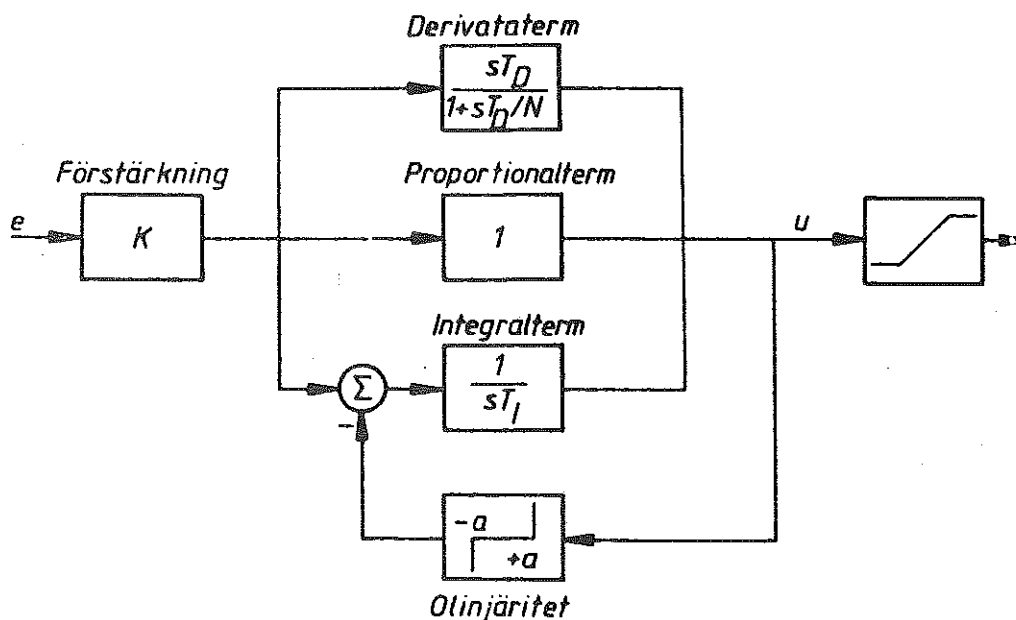 Derivataterm
sT_D
1+sT_D/N
Förstärkning
Proportionalterm
e
K
1
u
Integralterm
Σ
1
sT_I
-
-a
+a
Olinjäritet